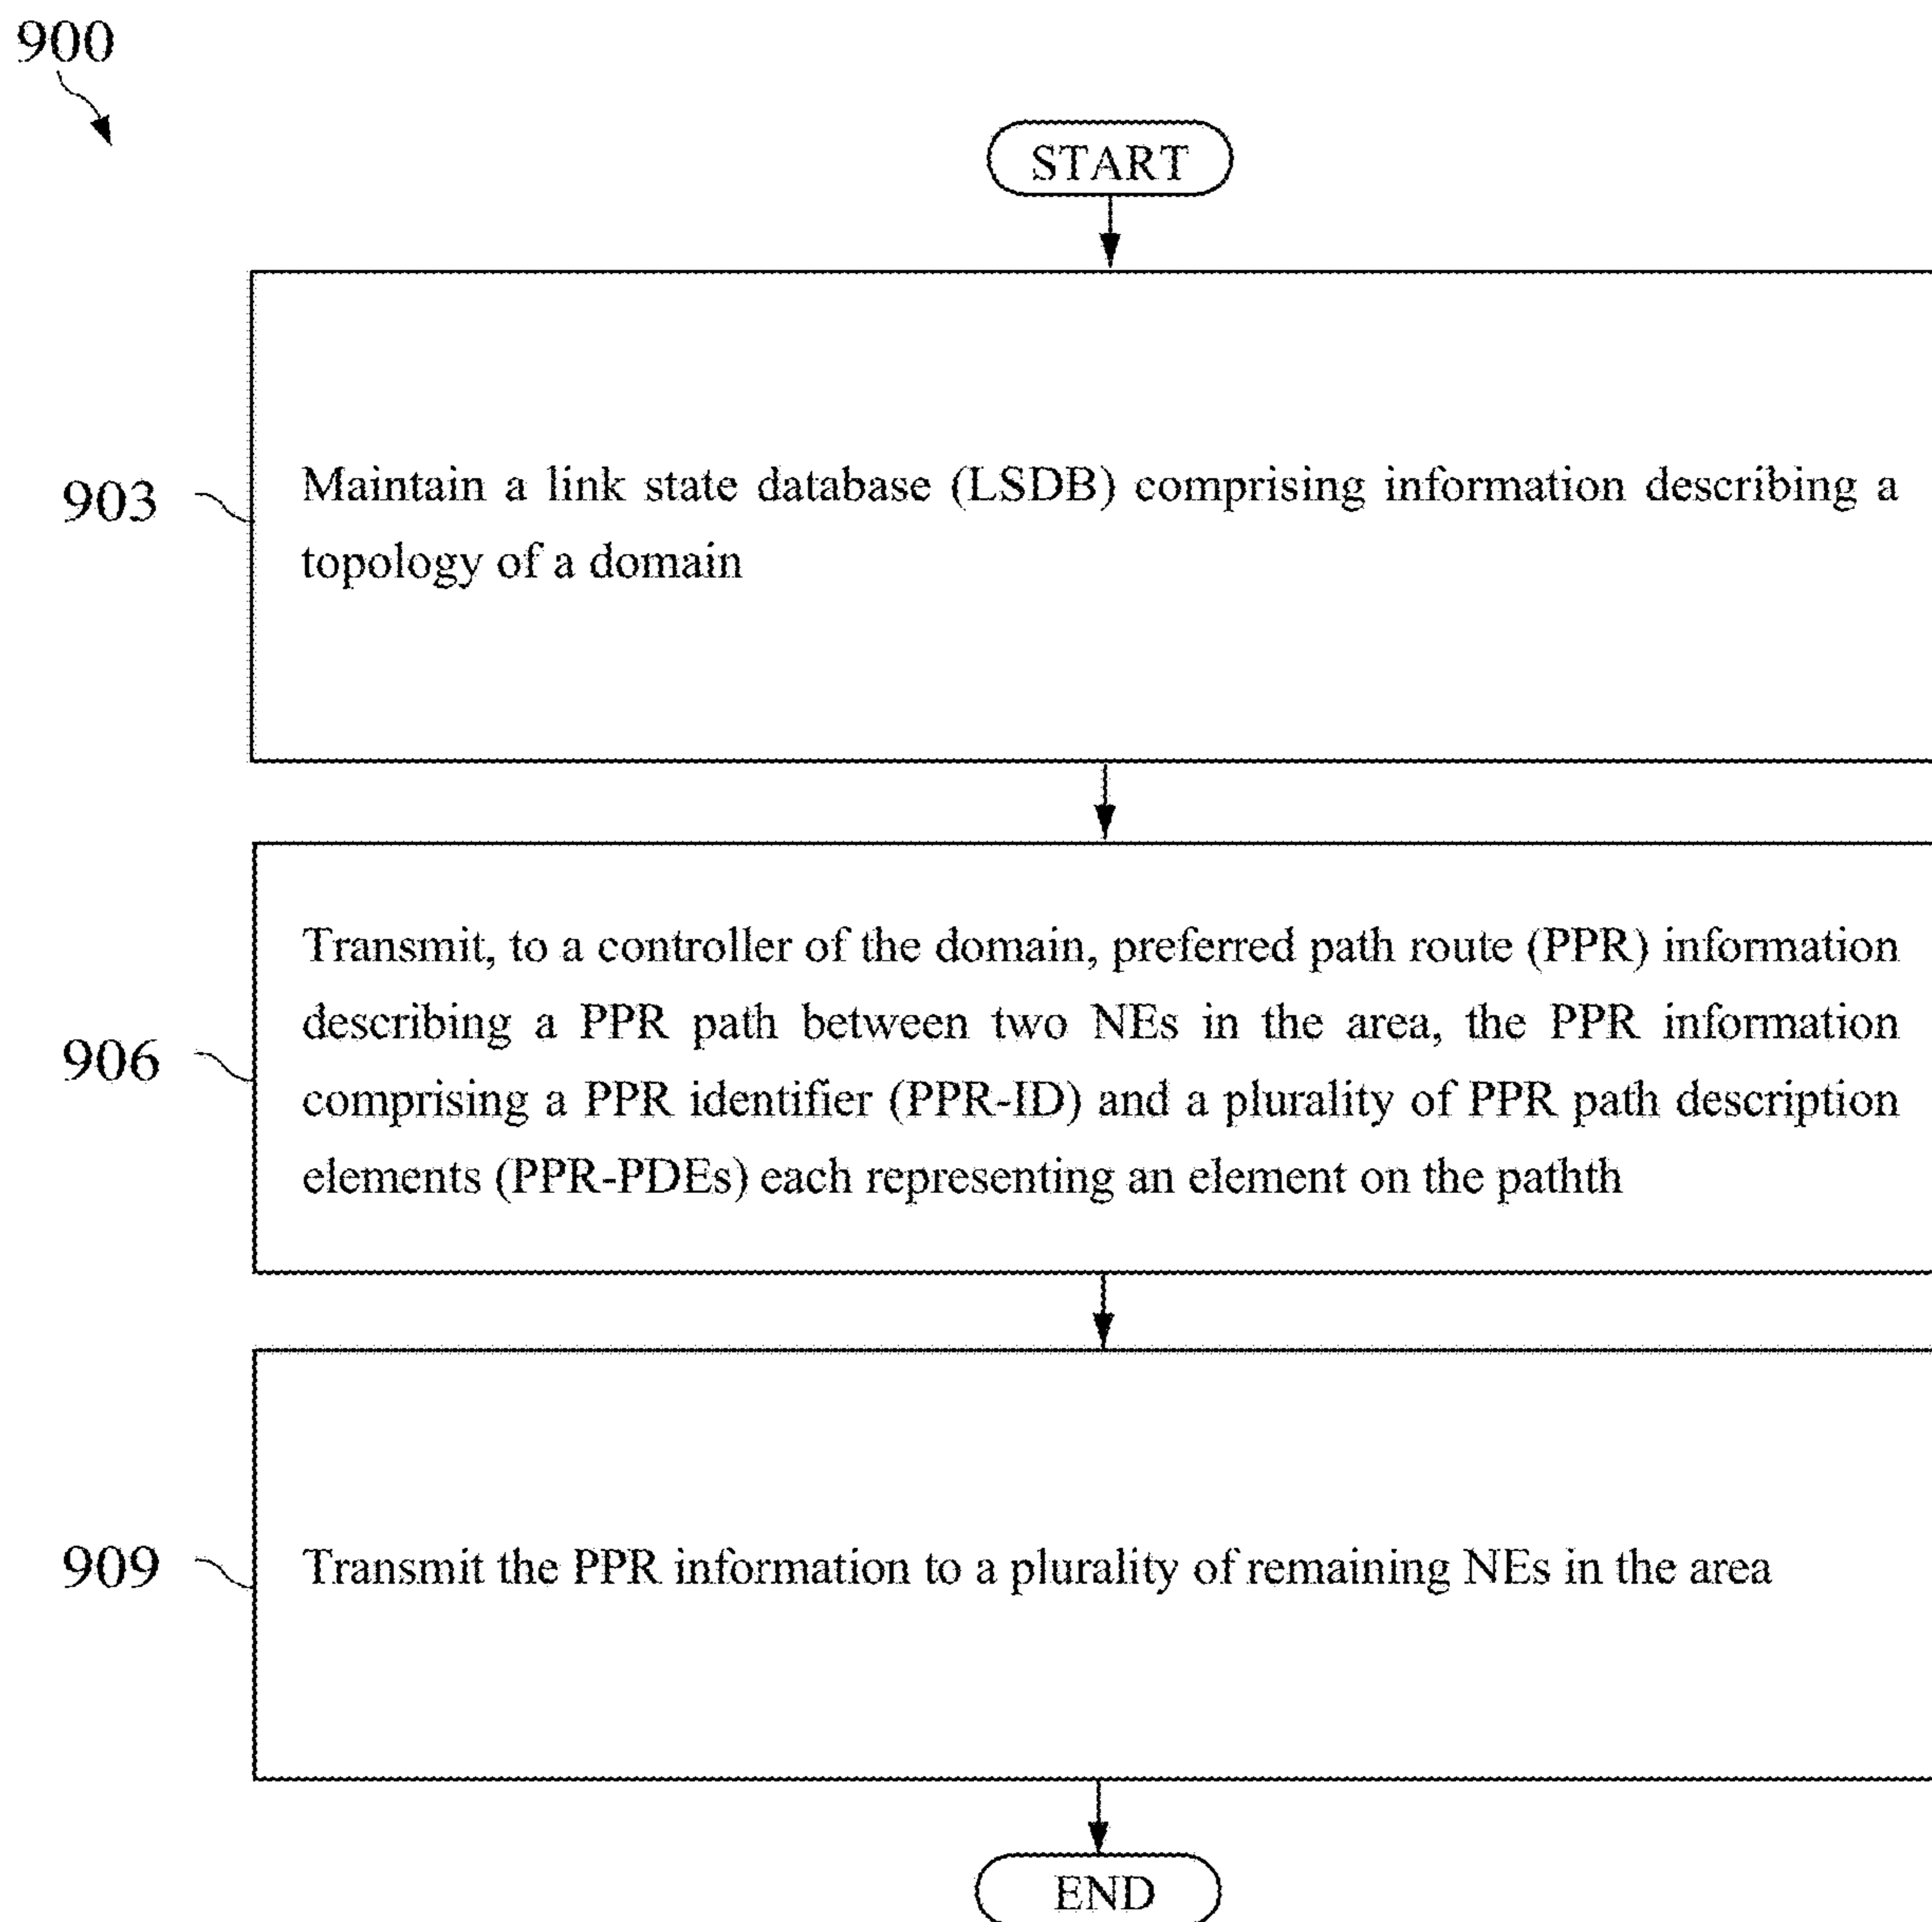 900
START
903
Maintain a link state database (LSDB) comprising information describing a
topology of a domain
906
Transmit, to a controller of the domain, preferred path route (PPR) information
describing a PPR path between two NEs in the area, the PPR information
comprising a PPR identifier (PPR-ID) and a plurality of PPR path description
elements (PPR-PDEs) each representing an element on the pathth
909
Transmit the PPR information to a plurality of remaining NEs in the area
END